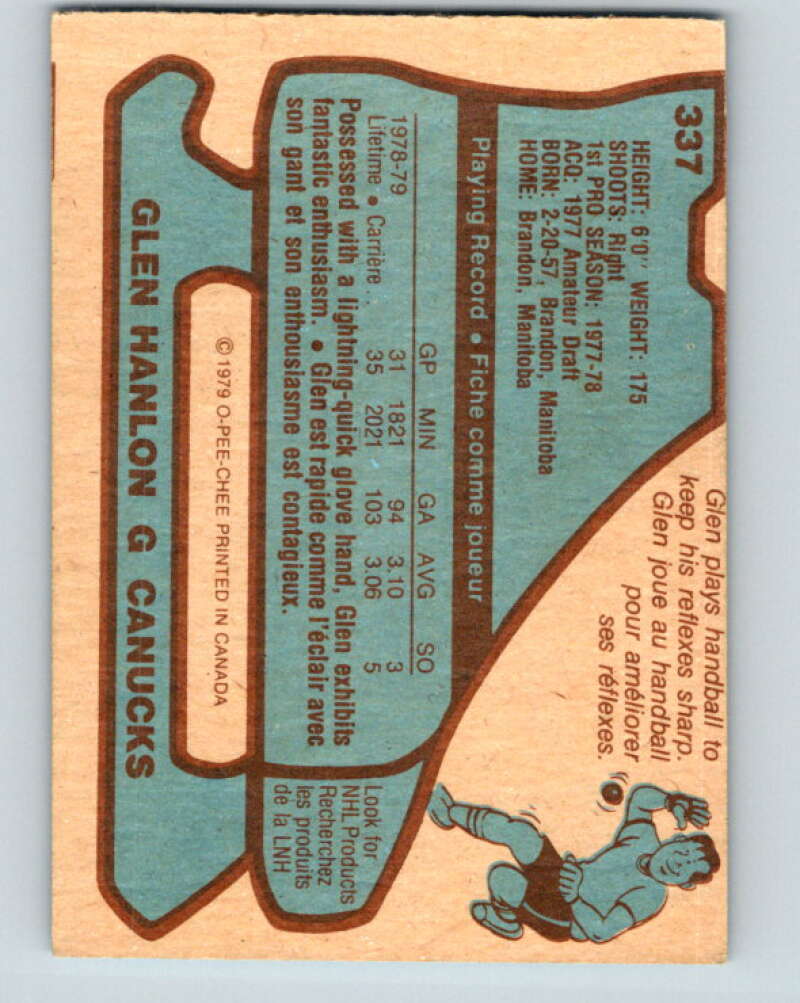 337
HEIGHT: 6'0" WEIGHT: 175
SHOOTS: Right
1st PRO SEASON: 1977-78
ACQ: 1977 Amateur Draft
BORN: 2-20-57, Brandon, Manitoba
HOME: Brandon, Manitoba
Glen plays handball to
keep his reflexes sharp.
Glen joue au handball
pour améliorer
ses réflexes.
Playing Record • Fiche comme joueur
GP MIN GA AVG SO
1978-79 31 1821 94 3.10 3
Lifetime • Carrière 35 2021 103 3.06 5
Possessed with a lightning-quick glove hand, Glen exhibits
fantastic enthusiasm. • Glen est rapide comme l'éclair avec
son gant et son enthousiasme est contagieux.
Look for
NHL Products
Recherchez
les produits
de la LNH
© 1979 O-PEE-CHEE PRINTED IN CANADA
GLEN HANLON G CANUCKS